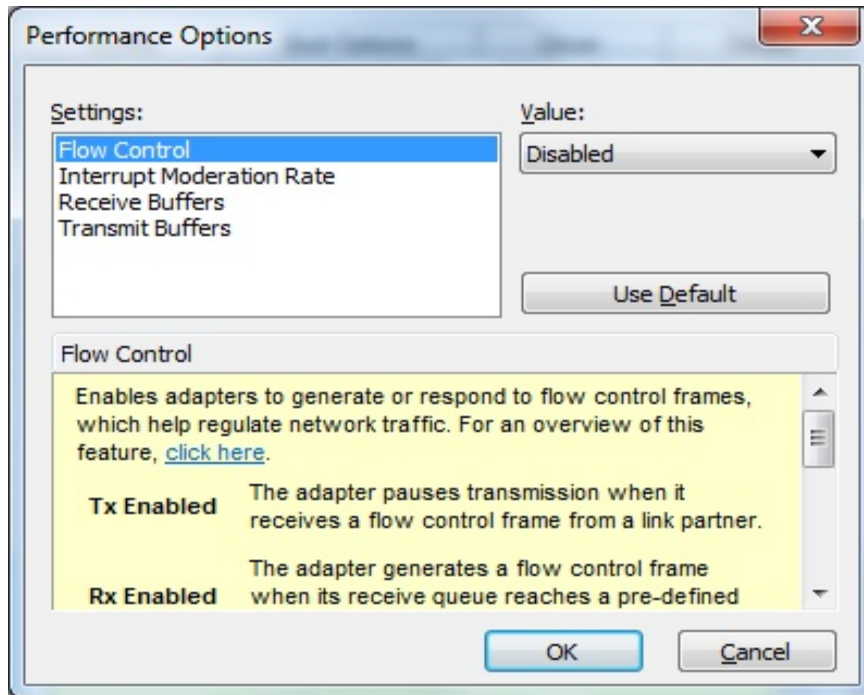 Performance Options
Settings:
Value:
Flow Control
Interrupt Moderation Rate
Receive Buffers
Transmit Buffers
Disabled
Use Default
Flow Control
Enables adapters to generate or respond to flow control frames,
which help regulate network traffic. For an overview of this
feature, click here.
Tx Enabled
The adapter pauses transmission when it
receives a flow control frame from a link partner.
Rx Enabled
The adapter generates a flow control frame
when its receive queue reaches a pre-defined
OK
Cancel